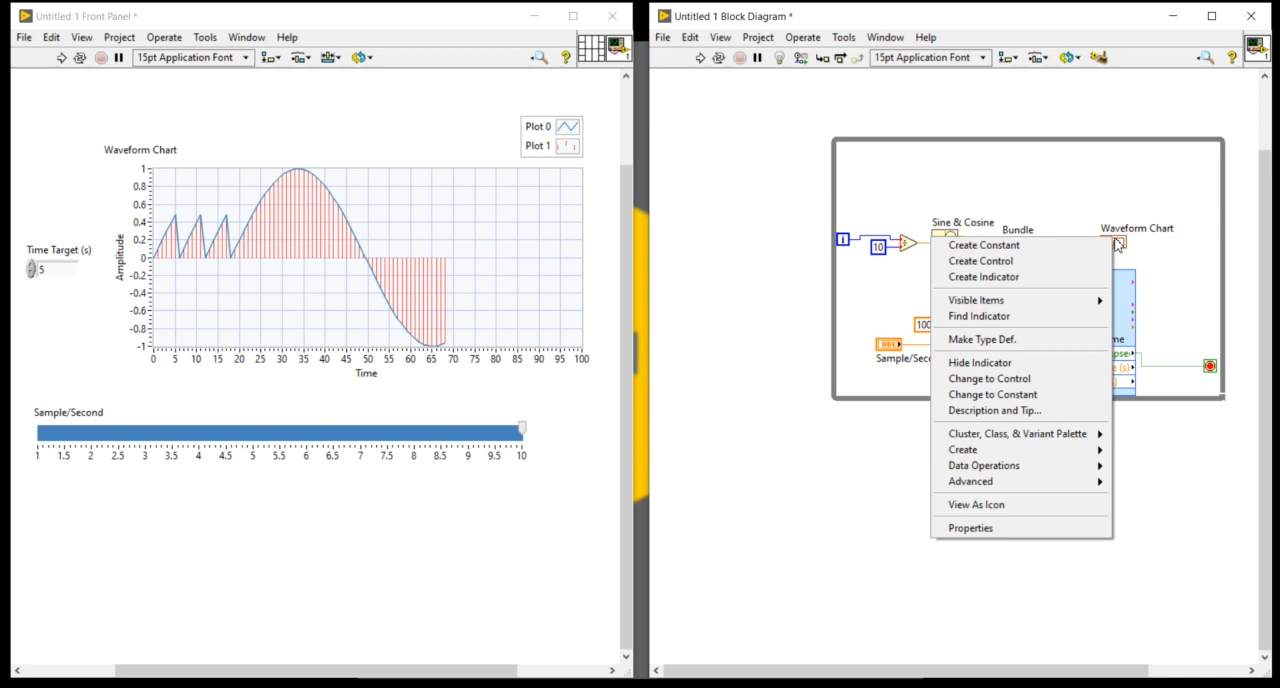 Untitled 1 Front Panel *
File Edit View Project Operate Tools Window Help
15pt Application Font
?
1
Plot 0
Plot 1
Waveform Chart
Amplitude
1
0.8
0.6
0.4
0.2
0
-0.2
-0.4
-0.6
-0.8
-1
0 5 10 15 20 25 30 35 40 45 50 55 60 65 70 75 80 85 90 95 100
Time
Time Target (s)
5
Sample/Second
1 1.5 2 2.5 3 3.5 4 4.5 5 5.5 6 6.5 7 7.5 8 8.5 9 9.5 10
Untitled 1 Block Diagram *
File Edit View Project Operate Tools Window Help
15pt Application Font
?
1
Sine & Cosine
Bundle
Waveform Chart
i
10
100
DBL
Sample/Seco
me
apse
e (s)
)
Create Constant
Create Control
Create Indicator
Visible Items
Find Indicator
Make Type Def.
Hide Indicator
Change to Control
Change to Constant
Description and Tip...
Cluster, Class, & Variant Palette
Create
Data Operations
Advanced
View As Icon
Properties